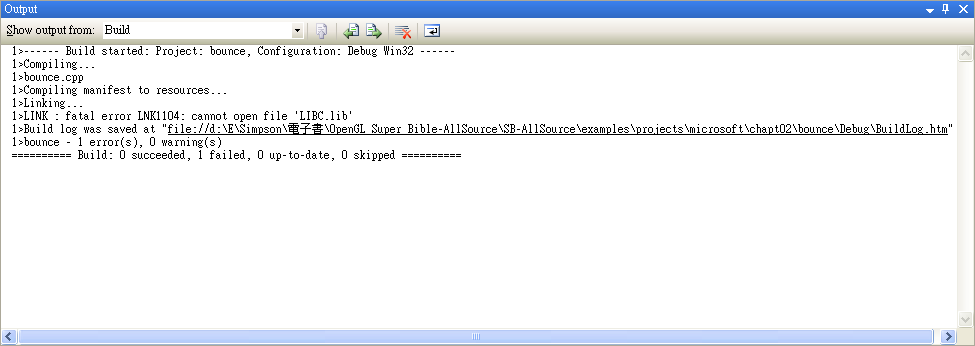 Output
Show output from: Build
1>------ Build started: Project: bounce, Configuration: Debug Win32 ------
1>Compiling...
1>bounce.cpp
1>Compiling manifest to resources...
1>Linking...
1>LINK : fatal error LNK1104: cannot open file 'LIBC.lib'
1>Build log was saved at "file://d:\E\Simpson\電子書\OpenGL Super Bible-AllSource\SB-AllSource\examples\projects\microsoft\chapt02\bounce\Debug\BuildLog.htm"
1>bounce - 1 error(s), 0 warning(s)
========== Build: 0 succeeded, 1 failed, 0 up-to-date, 0 skipped ==========